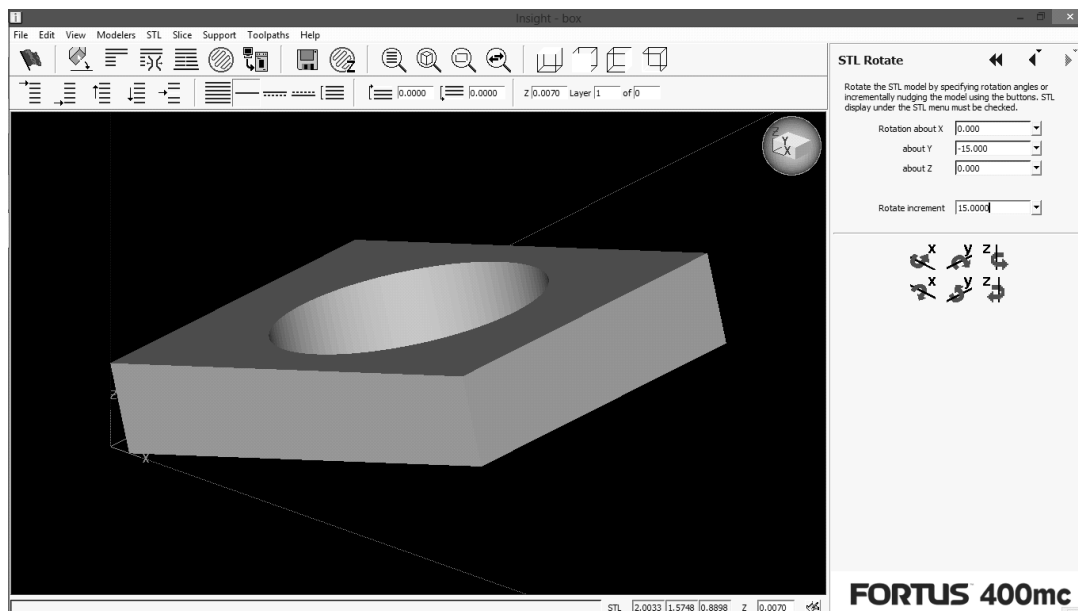 Insight - box
File Edit View Modelers STL Slice Support Toolpaths Help
0.0000 0.0000 Z 0.0070 Layer 1 of 0
STL Rotate
Rotate the STL model by specifying rotation angles or
incrementally nudging the model using the buttons. STL
display under the STL menu must be checked.
Rotation about X 0.000
about Y -15.000
about Z 0.000
Rotate increment 15.0000
x y z
x y z
Z Y X
Z
X
FORTUS 400mc
STL 2.0033 1.5748 0.8898 Z 0.0070